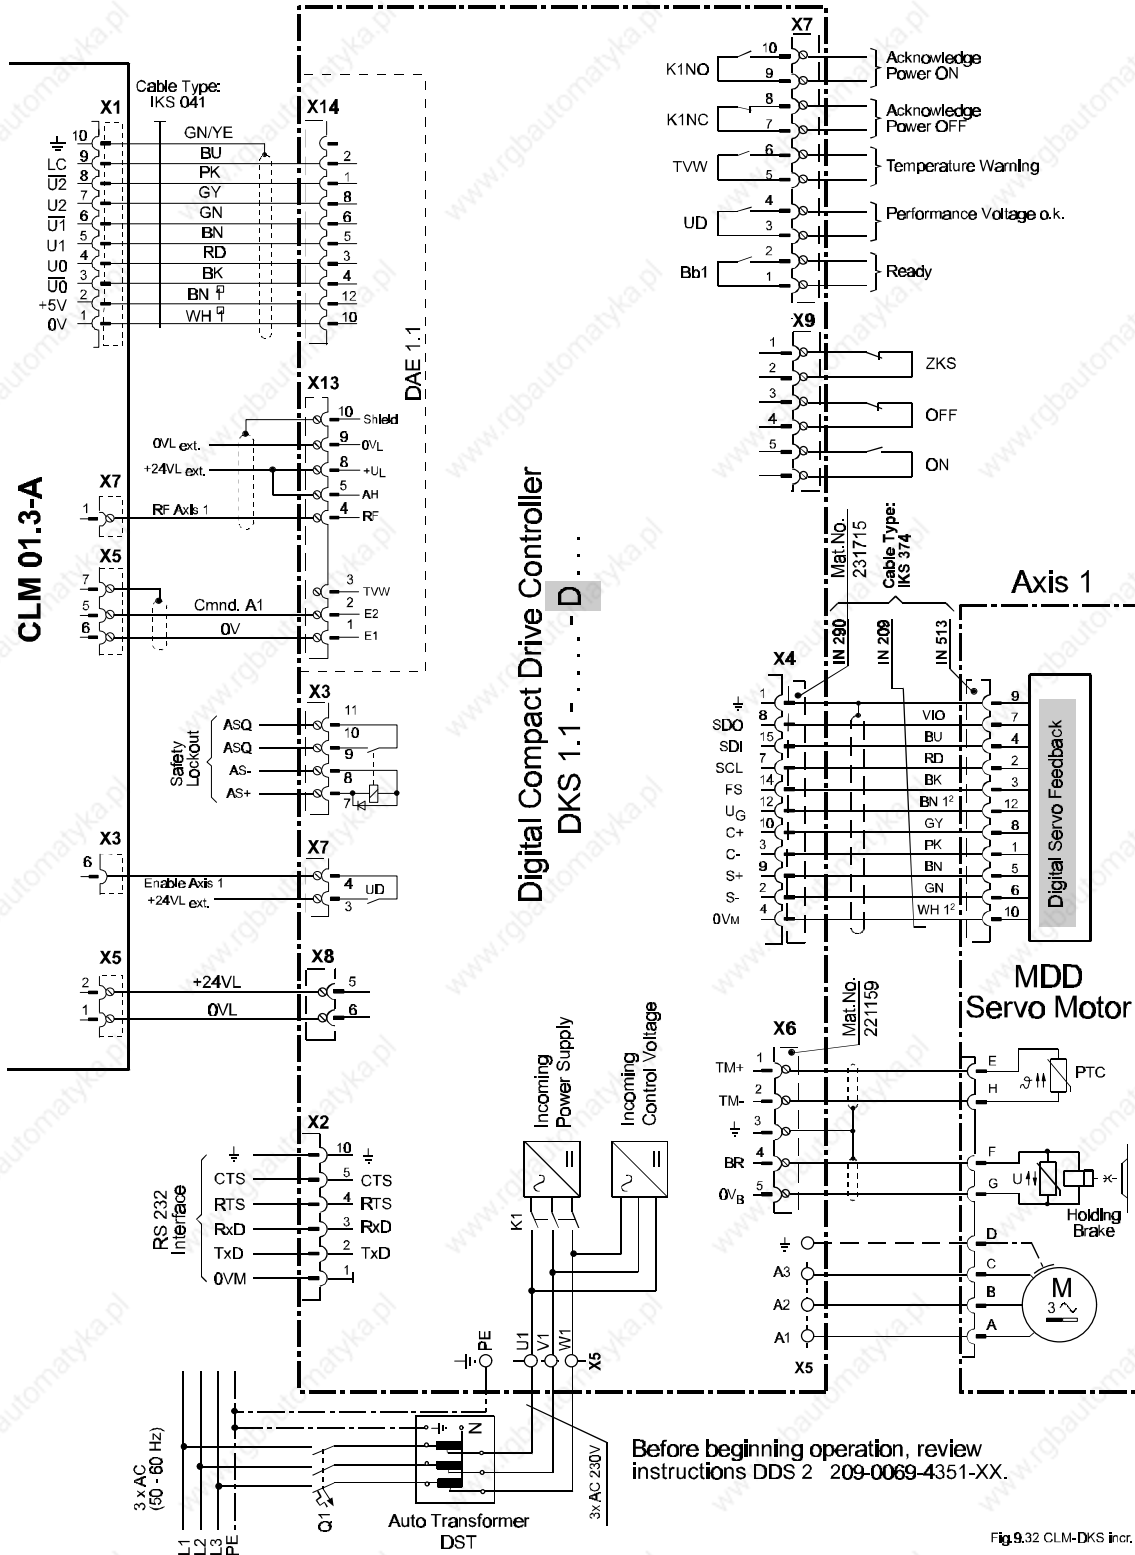 CLM 01.3-A
Cable Type:
IKS 041
X1
10
LC 9
U2 8
U2 7
U1 6
U1 5
U0 4
U0 3
+5V 2
0V 1
GN/YE
BU
PK
GY
GN
BN
RD
BK
BN 1
WH 1
X14
2
1
8
6
5
3
4
12
10
DAE 1.1
X13
10 Shield
0VL ext. 9 0VL
+24VL ext. 8 +UL
5 AH
X7
1 RF Axis 1 4 RF
X5
7 3 TVW
5 Cmnd. A1 2 E2
6 0V 1 E1
X3
Safety
Lockout
ASQ 11
ASQ 10
AS- 9
AS+ 8
7
X3
6
Enable Axis 1
+24VL ext.
X7
4 UD
3
X5
2 +24VL
1 0VL
X8
5
6
X2
RS 232
Interface
10
CTS 5 CTS
RTS 4 RTS
RxD 3 RxD
TxD 2 TxD
0VM 1
Digital Compact Drive Controller
DKS 1.1 - ..... - D ......
X7
K1NO 10
9
Acknowledge
Power ON
K1NC 8
7
Acknowledge
Power OFF
TVW 6
5
Temperature Warning
UD 4
3
Performance Voltage o.k.
Bb1 2
1
Ready
X9
1
2
ZKS
3
4
OFF
5
ON
Mat.No.
231715
Cable Type:
IKS 374
IN 290
IN 209
IN 513
Axis 1
X4
1 9
SDO 8 VIO 7
SDI 15 BU 4
SCL 7 RD 2
FS 14 BK 3
UG 12 BN 1² 12
C+ 10 GY 8
C- 3 PK 1
S+ 9 BN 5
S- 2 GN 6
0VM 4 WH 1² 10
Digital Servo Feedback
MDD
Servo Motor
Mat.No.
221159
X6
TM+ 1 E
TM- 2 H
PTC
3
BR 4 F
0VB 5 G
U
Holding
Brake
D
A3 C
A2 B
A1 A
X5
M
3
Incoming
Power Supply
Incoming
Control Voltage
K1
PE
U1
V1
W1
X5
3 x AC
(50 - 60 Hz)
L1
L2
L3
PE
Q1
N
Auto Transformer
DST
3x AC 230V
Before beginning operation, review
instructions DDS 2 209-0069-4351-XX.
Fig.9.32 CLM-DKS incr.
www.rgbautomatyka.pl